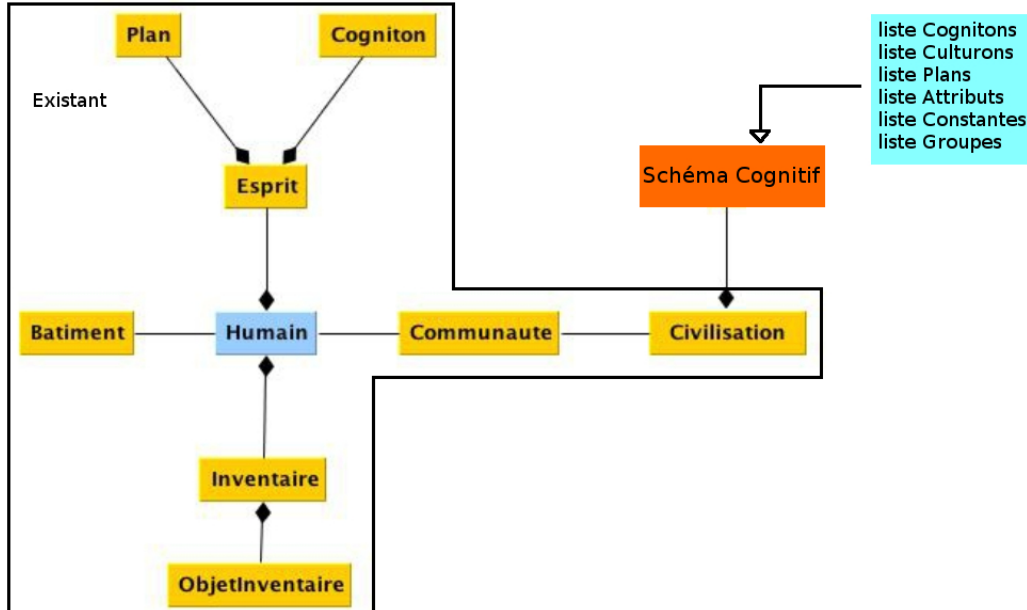 Plan
Cogniton
Existant
Esprit
Batiment
Humain
Communaute
Civilisation
Inventaire
ObjetInventaire
Schéma Cognitif
liste Cognitons
liste Culturons
liste Plans
liste Attributs
liste Constantes
liste Groupes